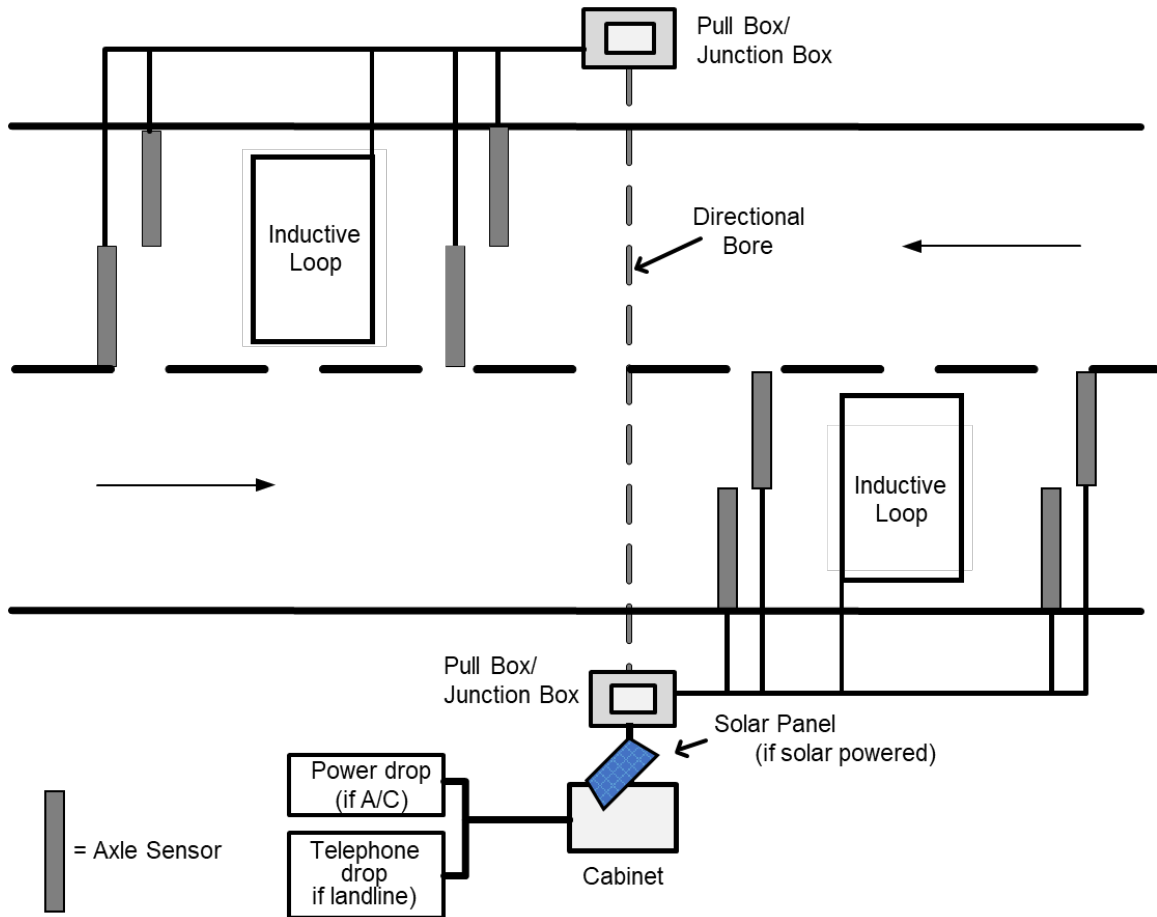 Pull Box/
Junction Box
Inductive
Loop
Directional
Bore
Inductive
Loop
Pull Box/
Junction Box
Solar Panel
(if solar powered)
Power drop
(if A/C)
Telephone
drop
if landline)
= Axle Sensor
Cabinet